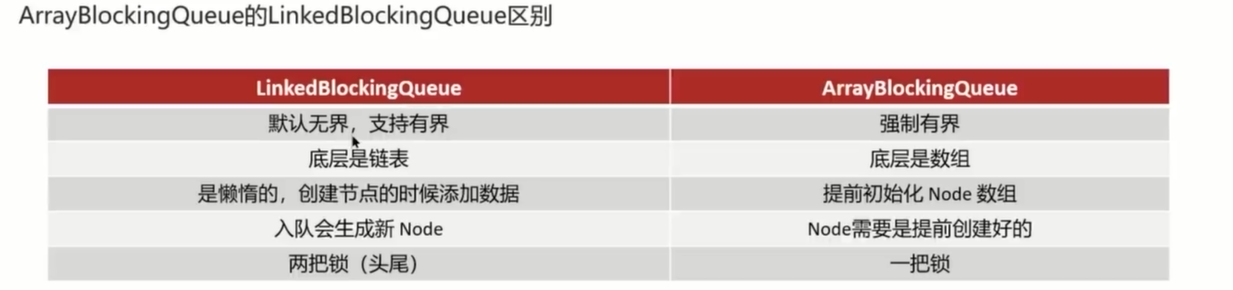 ArrayBlockingQueue的LinkedBlockingQueue区别
LinkedBlockingQueue ArrayBlockingQueue
默认无界，支持有界 强制有界
底层是链表 底层是数组
是懒惰的，创建节点的时候添加数据 提前初始化 Node 数组
入队会生成新 Node Node需要是提前创建好的
两把锁（头尾） 一把锁